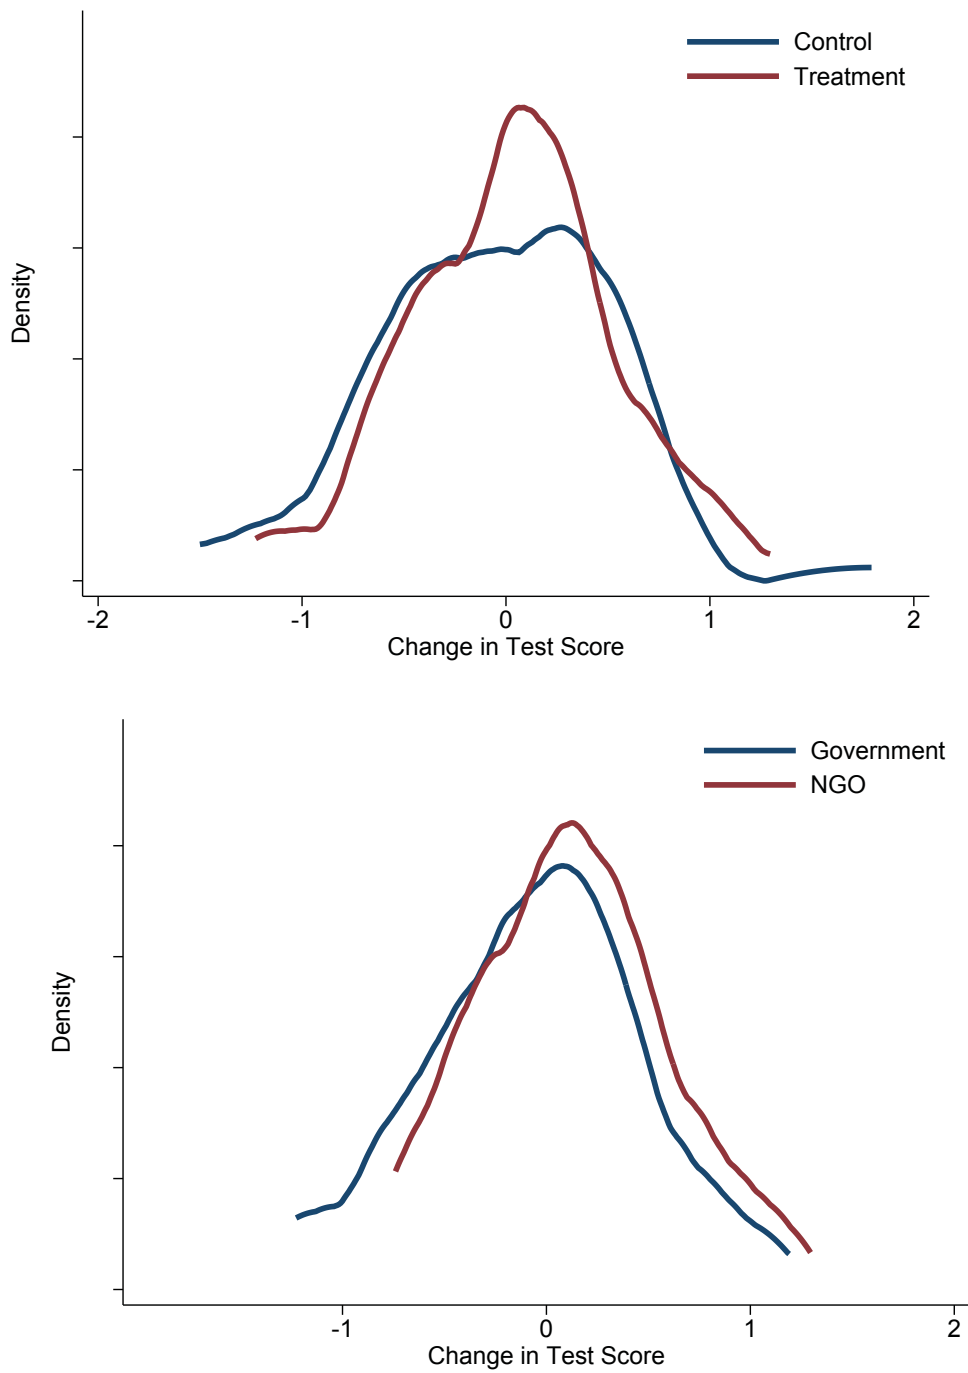 Control
Treatment
Density
-2 -1 0 1 2
Change in Test Score
Government
NGO
Density
-1 0 1 2
Change in Test Score